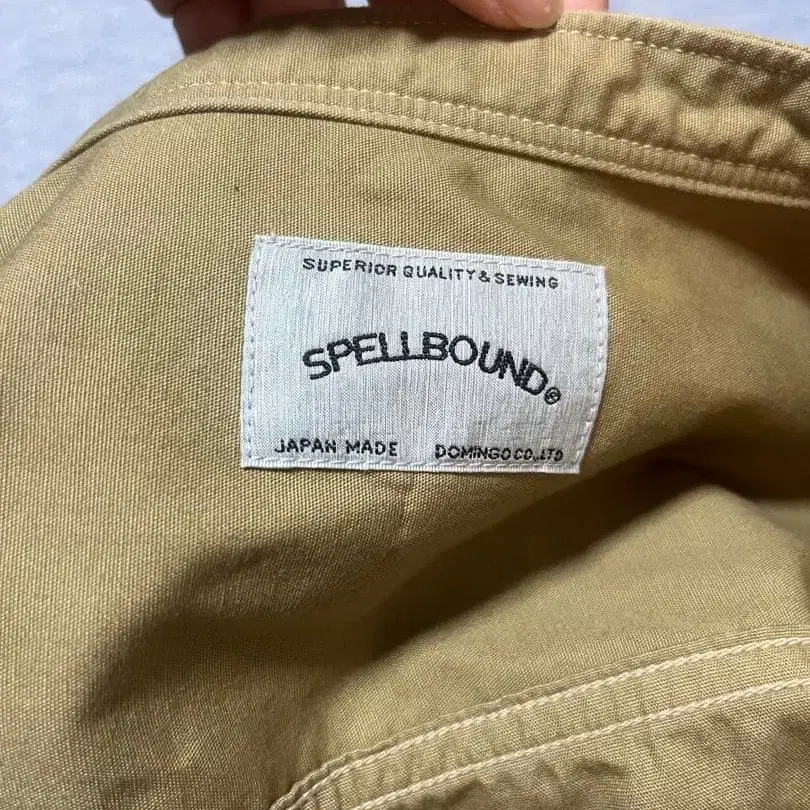 SUPERIOR QUALITY & SEWING
SPELLBOUND®
JAPAN MADE DOMINGO CO.,LTD